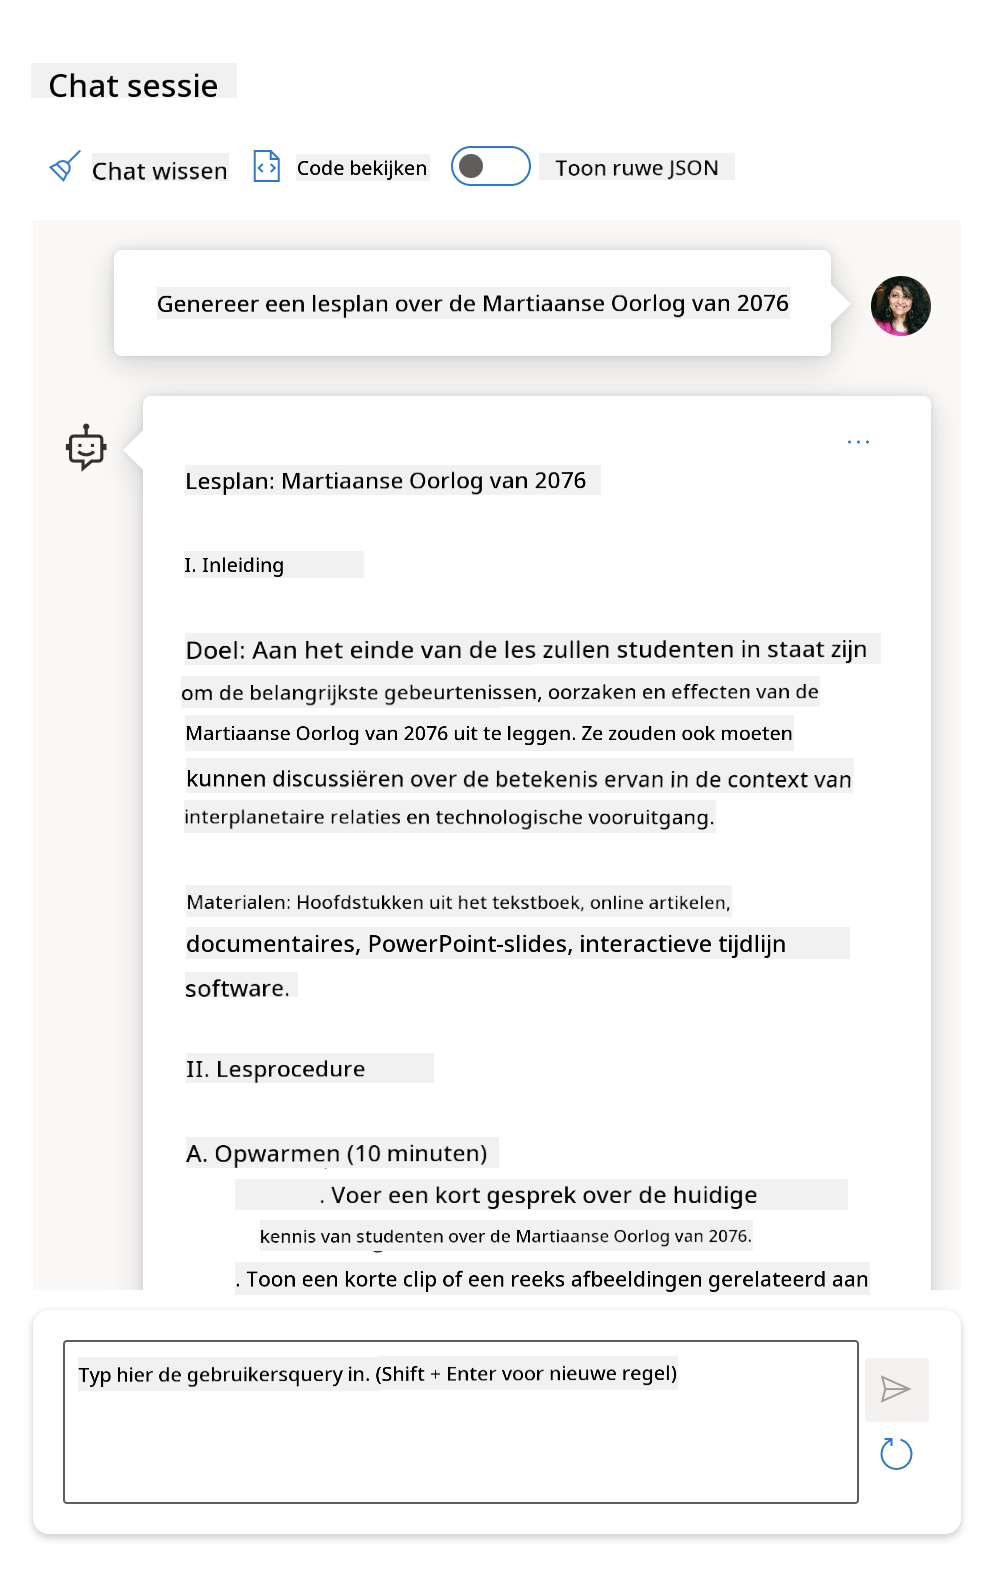 Chat sessie
Chat wissen
Code bekijken
Toon ruwe JSON
Genereer een lesplan over de Martiaanse Oorlog van 2076
Lesplan: Martiaanse Oorlog van 2076
I. Inleiding
Doel: Aan het einde van de les zullen studenten in staat zijn
om de belangrijkste gebeurtenissen, oorzaken en effecten van de
Martiaanse Oorlog van 2076 uit te leggen. Ze zouden ook moeten
kunnen discussiëren over de betekenis ervan in de context van
interplanetaire relaties en technologische vooruitgang.
Materialen: Hoofdstukken uit het tekstboek, online artikelen,
documentaires, PowerPoint-slides, interactieve tijdlijn
software.
II. Lesprocedure
A. Opwarmen (10 minuten)
. Voer een kort gesprek over de huidige
kennis van studenten over de Martiaanse Oorlog van 2076.
. Toon een korte clip of een reeks afbeeldingen gerelateerd aan
Typ hier de gebruikersquery in. (Shift + Enter voor nieuwe regel)